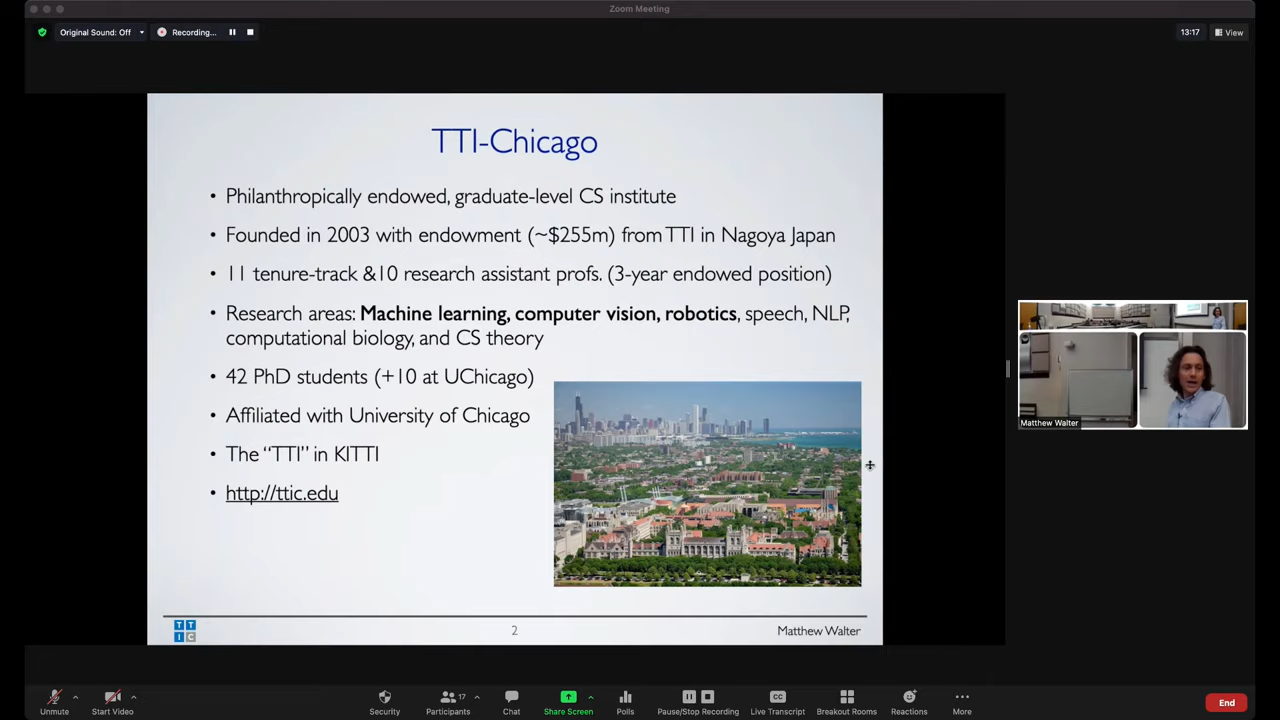 Zoom Meeting
Original Sound: Off
Recording...
13:17
View
TTI-Chicago
• Philanthropically endowed, graduate-level CS institute
• Founded in 2003 with endowment (~$255m) from TTI in Nagoya Japan
• 11 tenure-track &10 research assistant profs. (3-year endowed position)
• Research areas: Machine learning, computer vision, robotics, speech, NLP,
computational biology, and CS theory
• 42 PhD students (+10 at UChicago)
• Affiliated with University of Chicago
• The “TTI” in KITTI
• http://ttic.edu
T T
I C
2
Matthew Walter
Matthew Walter
Unmute
Start Video
Security
17
Participants
Chat
Share Screen
Polls
Pause/Stop Recording
CC
Live Transcript
Breakout Rooms
Reactions
More
End